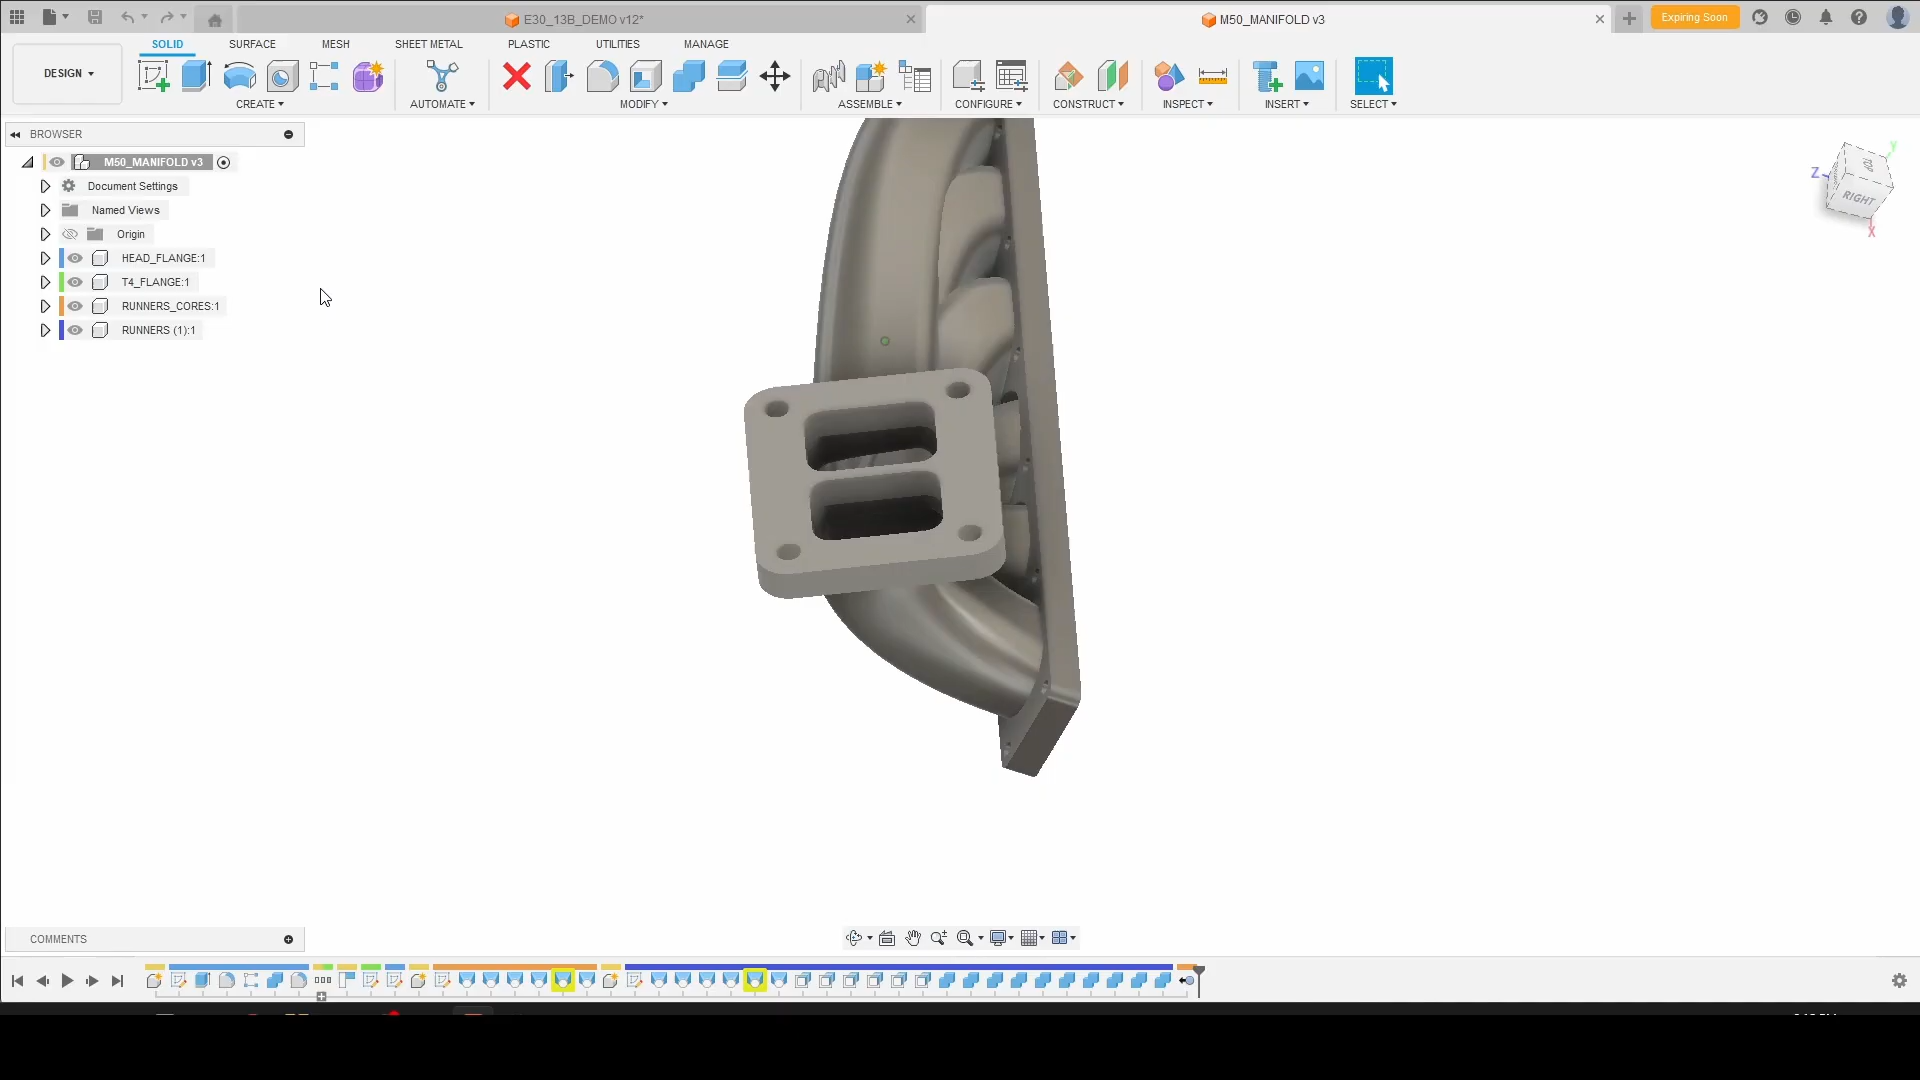 E30_13B_DEMO v12*
M50_MANIFOLD v3
Expiring Soon
SOLID
SURFACE
MESH
SHEET METAL
PLASTIC
UTILITIES
MANAGE
DESIGN
CREATE
AUTOMATE
MODIFY
ASSEMBLE
CONFIGURE
CONSTRUCT
INSPECT
INSERT
SELECT
BROWSER
M50_MANIFOLD v3
Document Settings
Named Views
Origin
HEAD_FLANGE:1
T4_FLANGE:1
RUNNERS_CORES:1
RUNNERS (1):1
Y
Z
TOP
RIGHT
X
COMMENTS